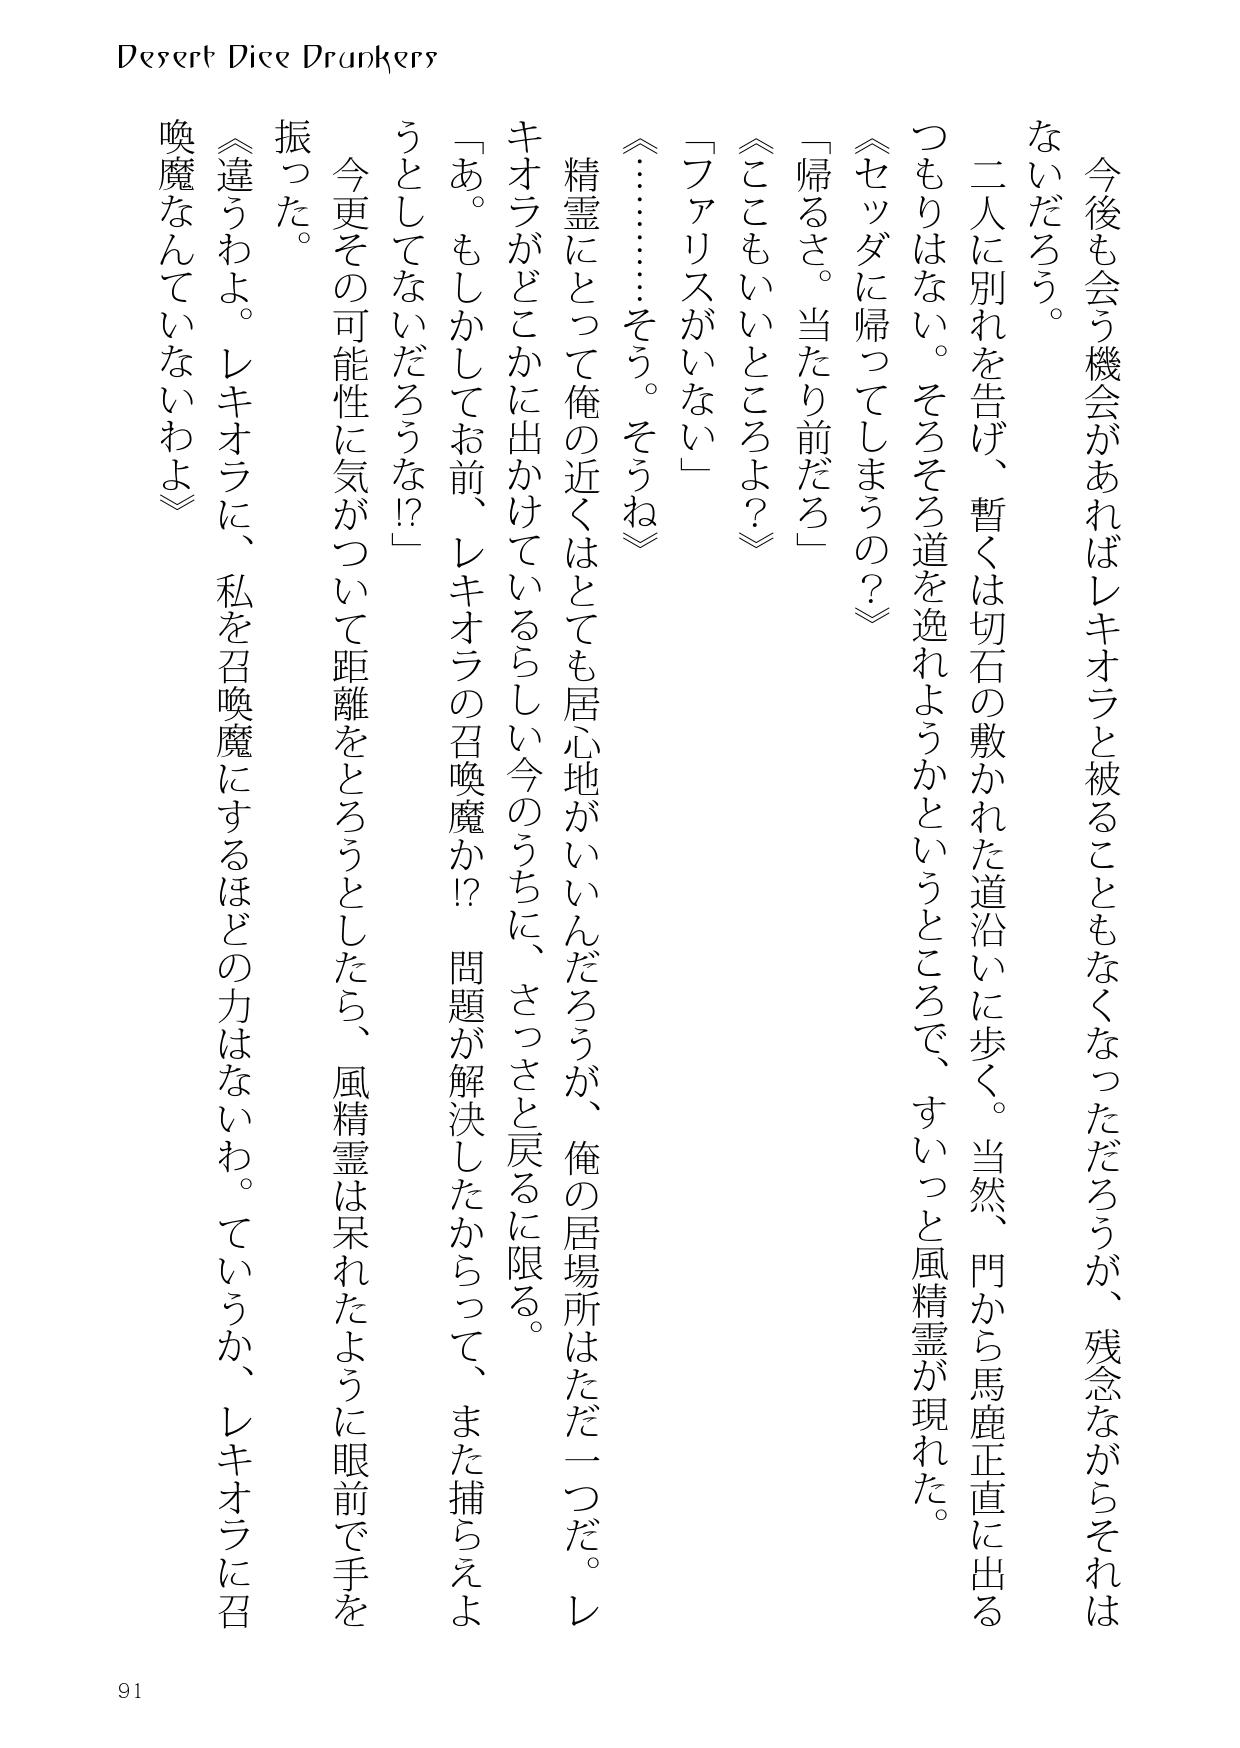 Desert Dice Drunkers
　今後も会う機会があればレキオラと被ることもなくなっただろうが、残念ながらそれは
ないだろう。
　二人に別れを告げ、暫くは切石の敷かれた道沿いに歩く。当然、門から馬鹿正直に出る
つもりはない。そろそろ道を逸れようかというところで、すいっと風精霊が現れた。
《セッダに帰ってしまうの？》
「帰るさ。当たり前だろ」
《ここもいいところよ？》
「ファリスがいない」
《…………そう。そうね》
　精霊にとって俺の近くはとても居心地がいいんだろうが、俺の居場所はただ一つだ。レ
キオラがどこかに出かけているらしい今のうちに、さっさと戻るに限る。
「あ。もしかしてお前、レキオラの召喚魔か!?　問題が解決したからって、また捕らえよ
うとしてないだろうな!?」
　今更その可能性に気がついて距離をとろうとしたら、風精霊は呆れたように眼前で手を
振った。
《違うわよ。レキオラに、私を召喚魔にするほどの力はないわ。ていうか、レキオラに召
喚魔なんていないわよ》
91